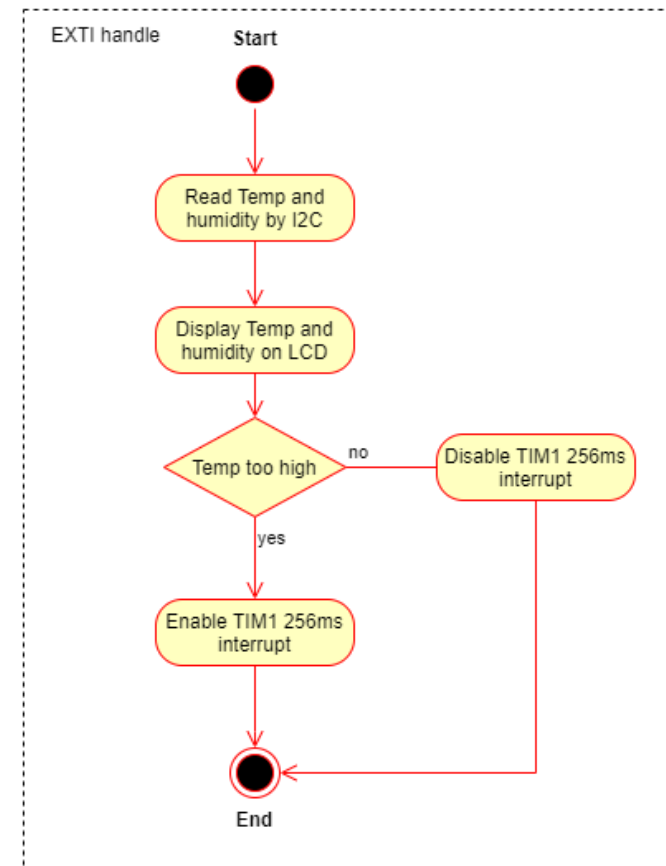 EXTI handle
Start
Read Temp and
humidity by I2C
Display Temp and
humidity on LCD
Temp too high
no
Disable TIM1 256ms
interrupt
yes
Enable TIM1 256ms
interrupt
End